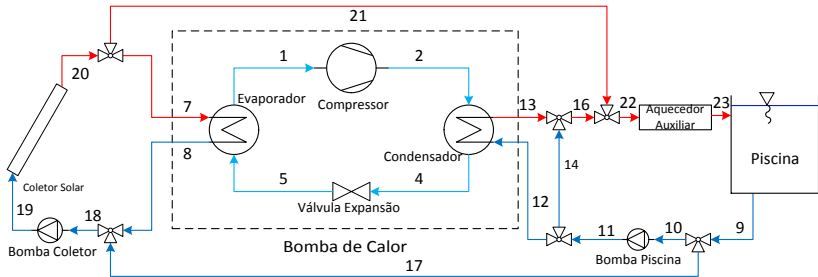 21
20
1
2
Evaporador
Compressor
7
13
16
22
23
Aquecedor
Auxiliar
Piscina
8
Condensador
14
Coletor Solar
5
4
12
Válvula Expansão
19
18
Bomba Coletor
Bomba de Calor
11
10
9
Bomba Piscina
17